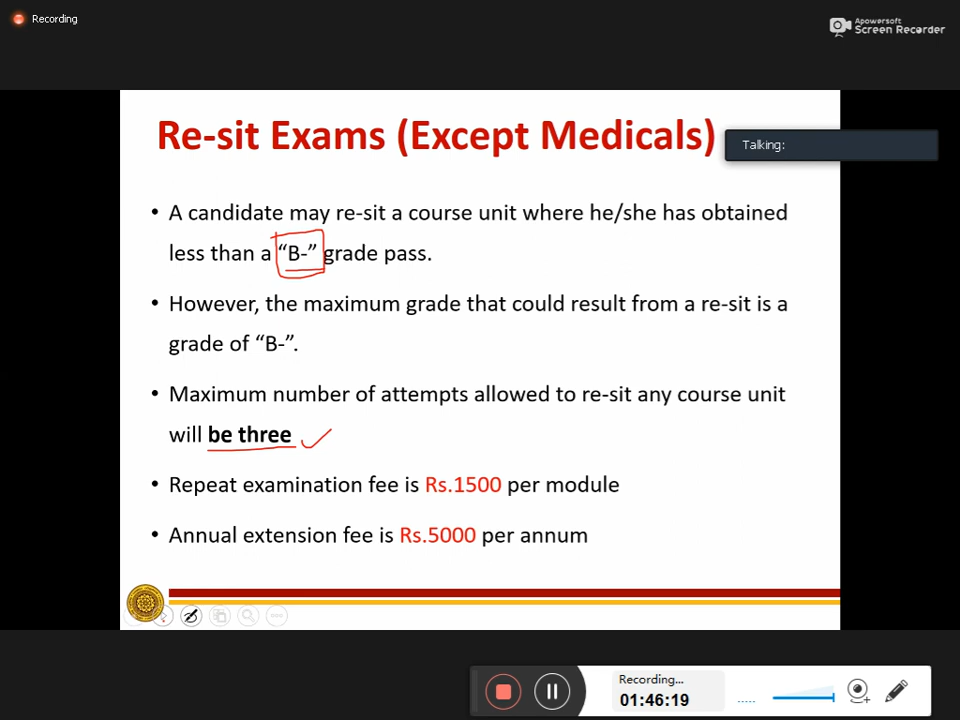 Recording
Apowersoft
Screen Recorder
Re-sit Exams (Except Medicals)
Talking:
• A candidate may re-sit a course unit where he/she has obtained
less than a “B-” grade pass.
• However, the maximum grade that could result from a re-sit is a
grade of “B-”.
• Maximum number of attempts allowed to re-sit any course unit
will be three
• Repeat examination fee is Rs.1500 per module
• Annual extension fee is Rs.5000 per annum
Recording...
01:46:19